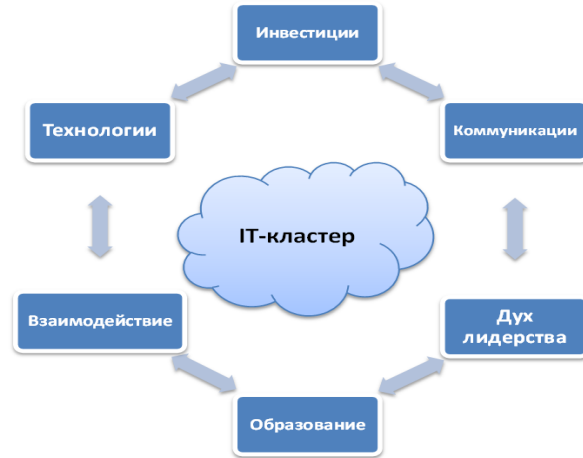 Инвестиции
Технологии
Коммуникации
IT-кластер
Взаимодействие
Дух
лидерства
Образование